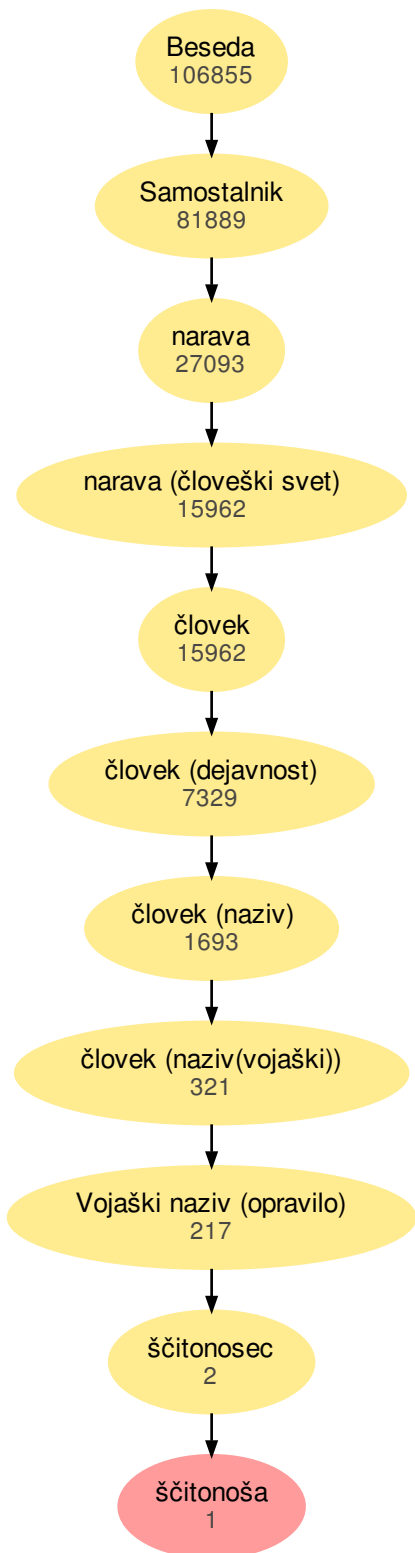 Beseda
106855
Samostalnik
81889
narava
27093
narava (človeški svet)
15962
človek
15962
človek (dejavnost)
7329
človek (naziv)
1693
človek (naziv(vojaški))
321
Vojaški naziv (opravilo)
217
ščitonosec
2
ščitonoša
1